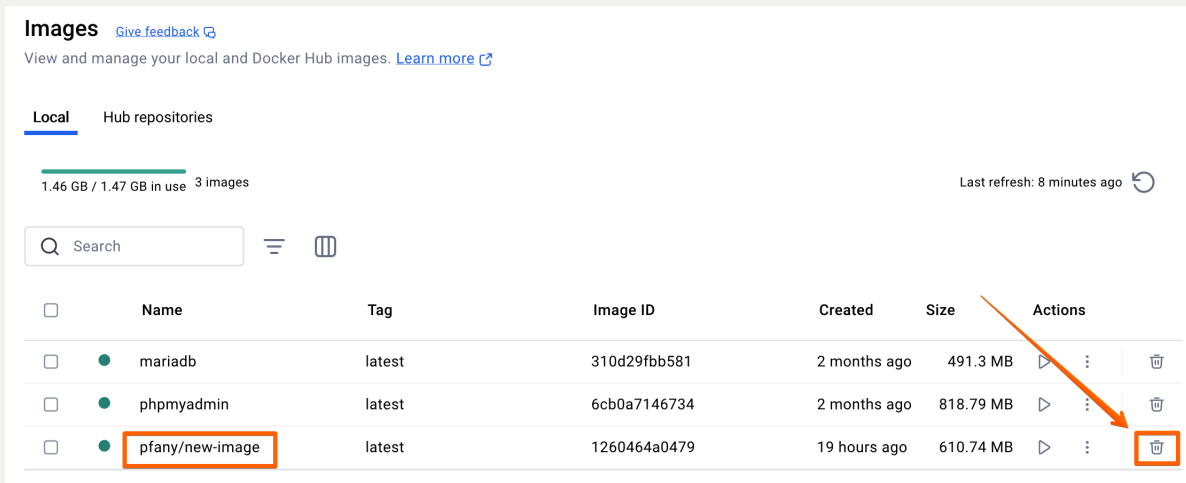 Images Give feedback
View and manage your local and Docker Hub images. Learn more
Local Hub repositories
1.46 GB / 1.47 GB in use 3 images Last refresh: 8 minutes ago
Search
Name Tag Image ID Created Size Actions
mariadb latest 310d29fbb581 2 months ago 491.3 MB
phpmyadmin latest 6cb0a7146734 2 months ago 818.79 MB
pfany/new-image latest 1260464a0479 19 hours ago 610.74 MB